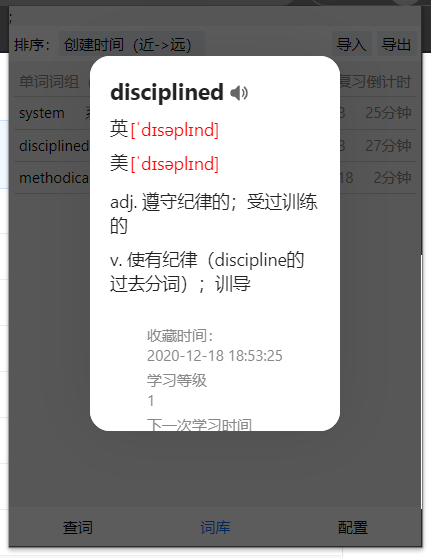 ;
排序： 创建时间（近->远） 导入 导出
单词词组（ 复习倒计时
system 3 25分钟
disciplined 3 27分钟
methodica 18 2分钟
disciplined
英[ˈdɪsəplɪnd]
美[ˈdɪsəplɪnd]
adj. 遵守纪律的；受过训练
的
v. 使有纪律（discipline的
过去分词）；训导
收藏时间：
2020-12-18 18:53:25
学习等级
1
下一次学习时间
查词 词库 配置